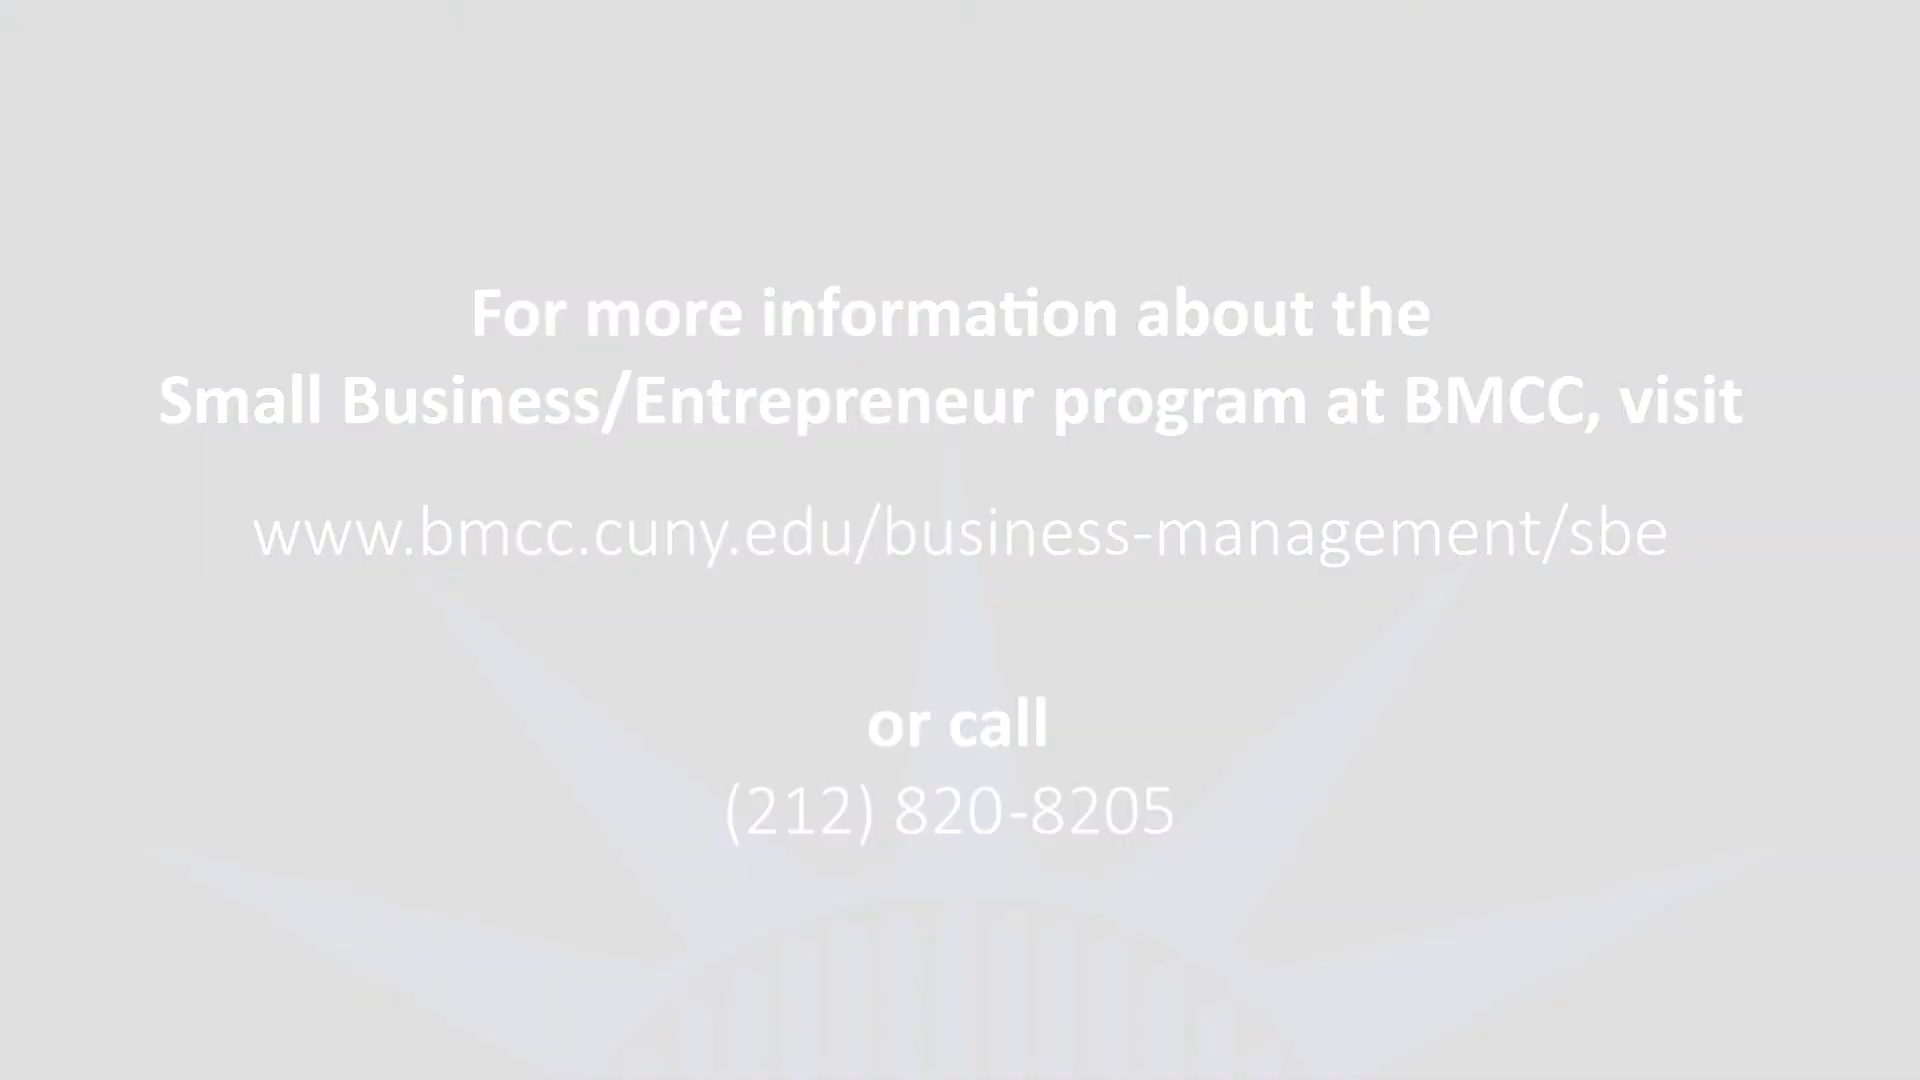 For more information about the
Small Business/Entrepreneur program at BMCC, visit
www.bmcc.cuny.edu/business-management/sbe
or call
(212) 820-8205